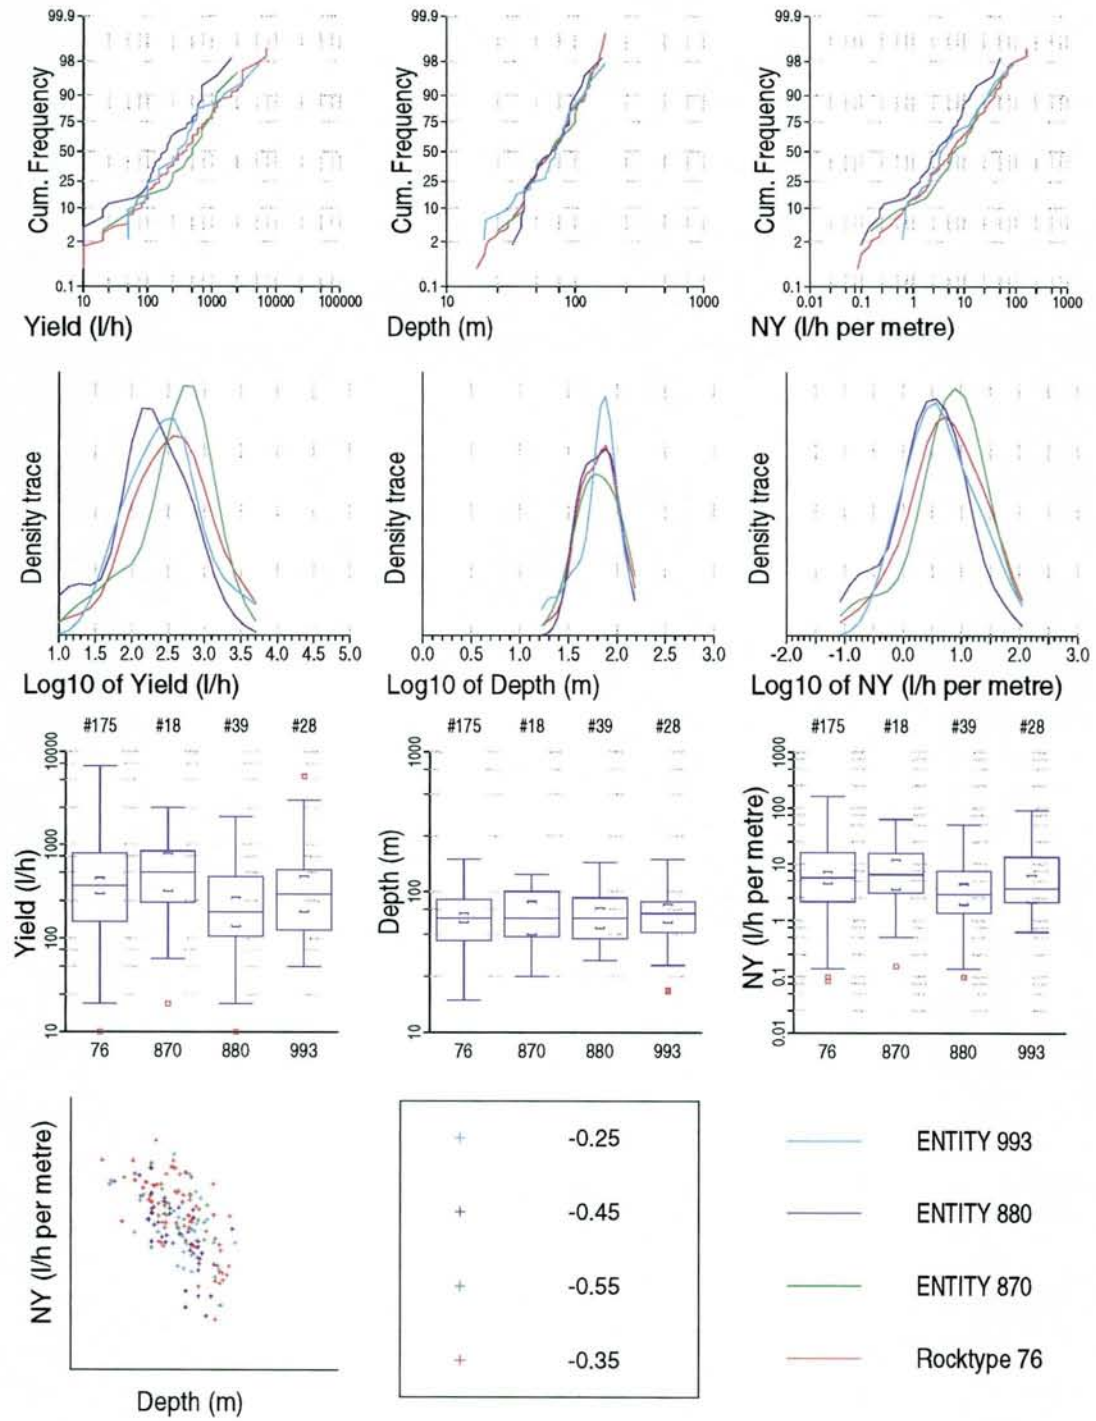 99.9
98
90
75
50
25
10
2
0.1
Cum. Frequency
10 100 1000 10000 100000
Yield (l/h)
99.9
98
90
75
50
25
10
2
0.1
Cum. Frequency
10 100 1000
Depth (m)
99.9
98
90
75
50
25
10
2
0.1
Cum. Frequency
0.01 0.1 1 10 100 1000
NY (l/h per metre)
Density trace
1.0 1.5 2.0 2.5 3.0 3.5 4.0 4.5 5.0
Log10 of Yield (l/h)
Density trace
0.0 0.5 1.0 1.5 2.0 2.5 3.0
Log10 of Depth (m)
Density trace
-2.0 -1.0 0.0 1.0 2.0 3.0
Log10 of NY (l/h per metre)
#175 #18 #39 #28
10000
1000
100
10
Yield (l/h)
76 870 880 993
#175 #18 #39 #28
1000
100
10
Depth (m)
76 870 880 993
#175 #18 #39 #28
1000
100
10
1
0.1
0.01
NY (l/h per metre)
76 870 880 993
NY (l/h per metre)
Depth (m)
-0.25
-0.45
-0.55
-0.35
ENTITY 993
ENTITY 880
ENTITY 870
Rocktype 76